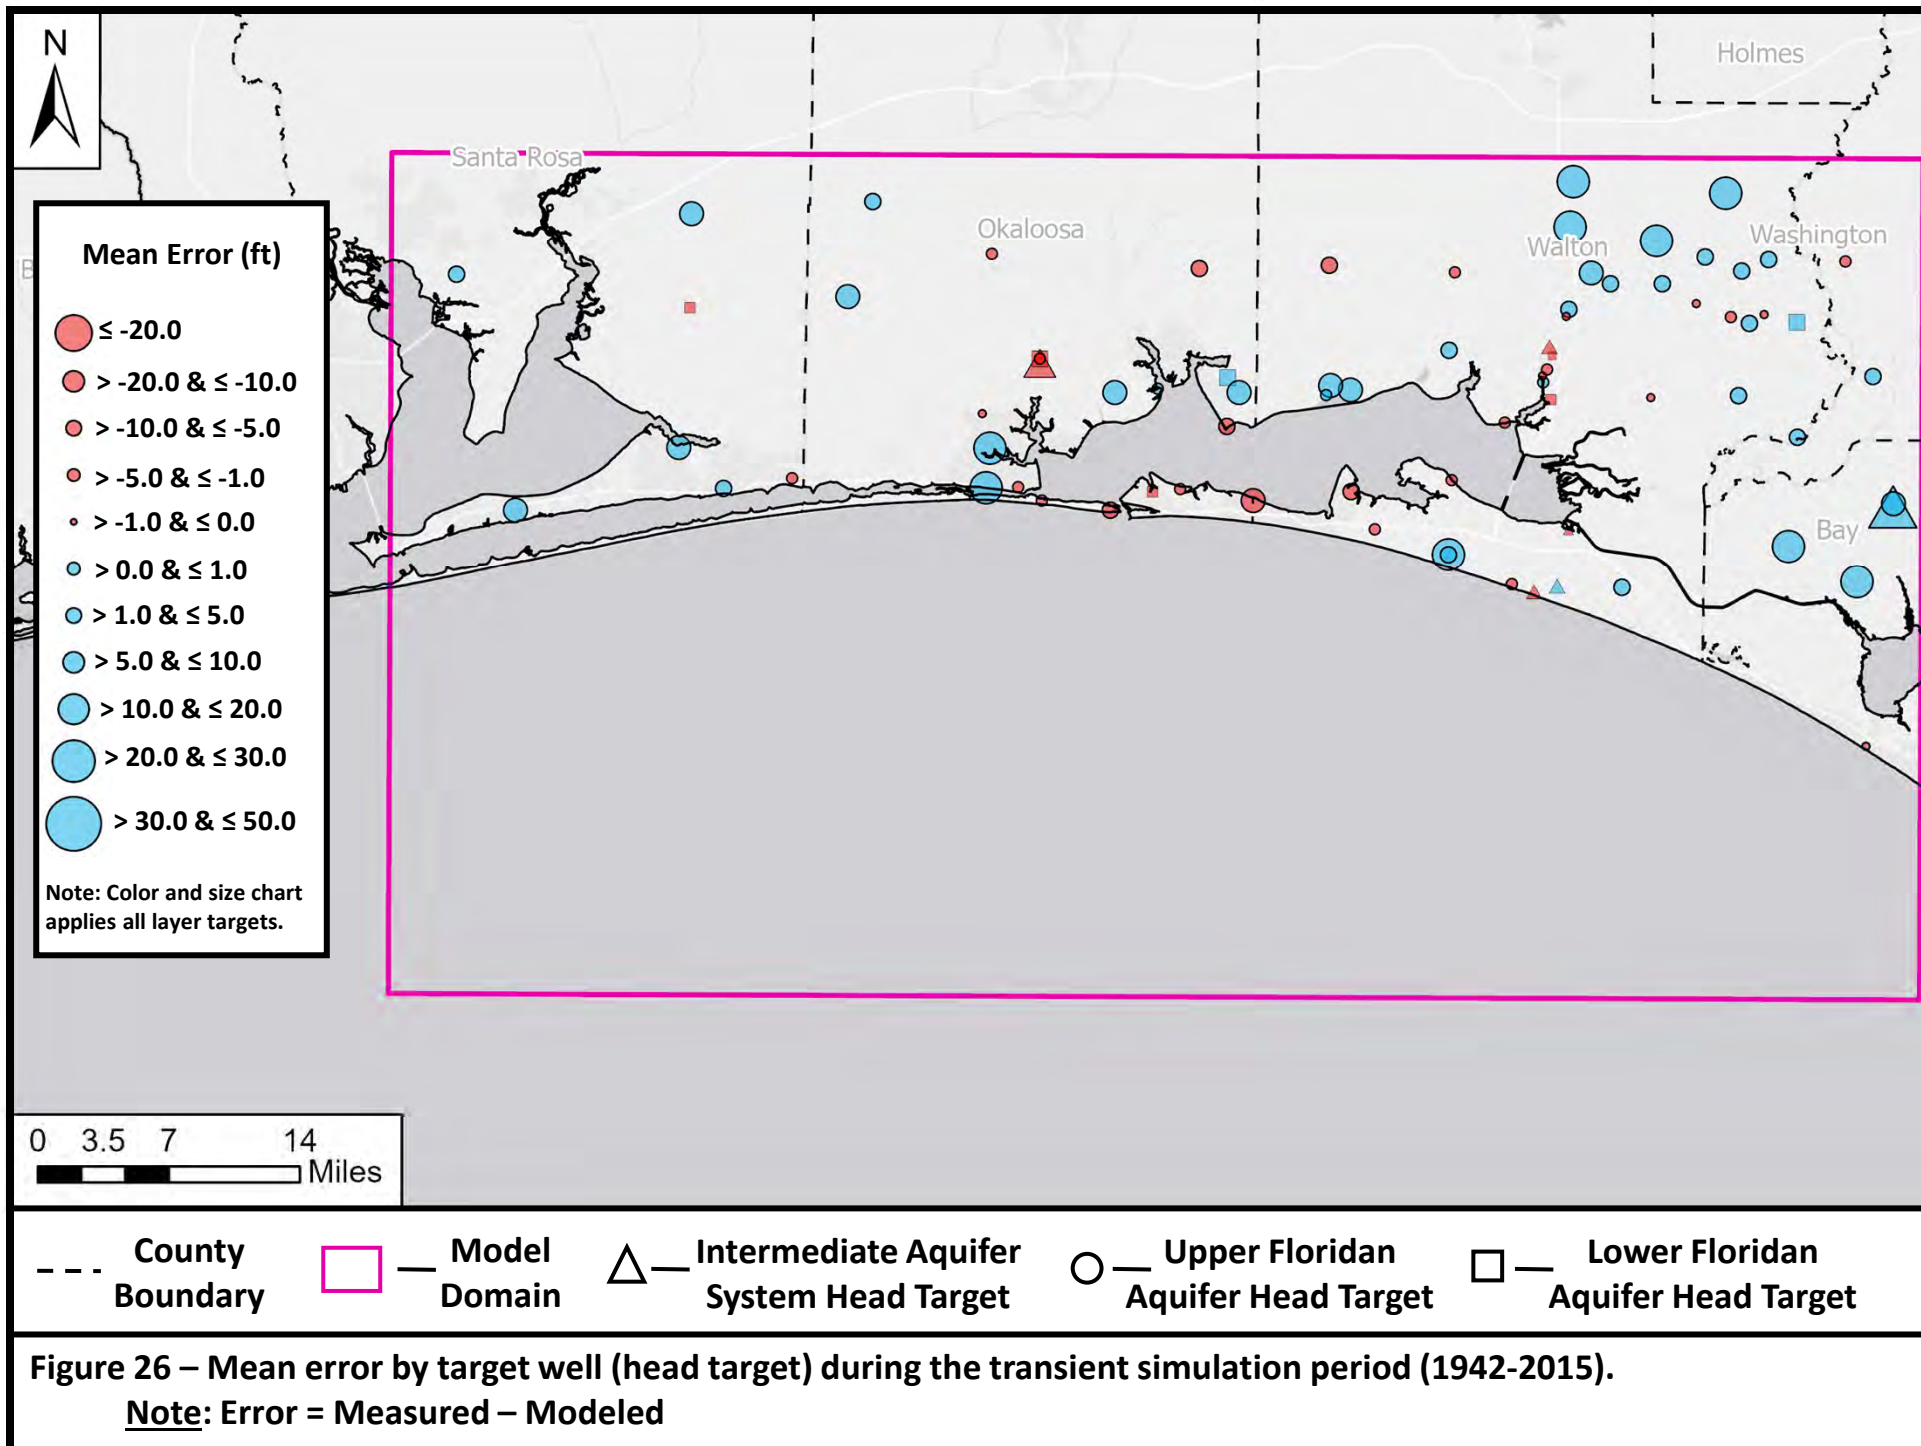 N
Holmes
Santa Rosa
Okaloosa
Walton
Washington
B
Bay
Mean Error (ft)
≤ -20.0
> -20.0 & ≤ -10.0
> -10.0 & ≤ -5.0
> -5.0 & ≤ -1.0
> -1.0 & ≤ 0.0
> 0.0 & ≤ 1.0
> 1.0 & ≤ 5.0
> 5.0 & ≤ 10.0
> 10.0 & ≤ 20.0
> 20.0 & ≤ 30.0
> 30.0 & ≤ 50.0
Note: Color and size chart
applies all layer targets.
0 3.5 7 14
Miles
County
Boundary
Model
Domain
Intermediate Aquifer
System Head Target
Upper Floridan
Aquifer Head Target
Lower Floridan
Aquifer Head Target
Figure 26 – Mean error by target well (head target) during the transient simulation period (1942-2015).
Note: Error = Measured – Modeled